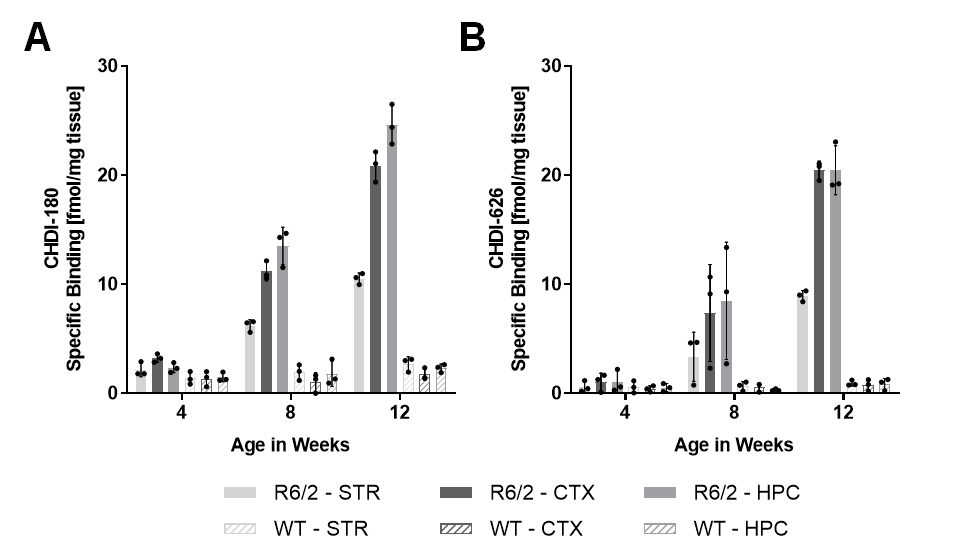 A
B
CHDI-180
Specific Binding [fmol/mg tissue]
30
20
10
0
4
8
12
Age in Weeks
CHDI-626
Specific Binding [fmol/mg tissue]
30
20
10
0
4
8
12
Age in Weeks
R6/2 - STR
R6/2 - CTX
R6/2 - HPC
WT - STR
WT - CTX
WT - HPC